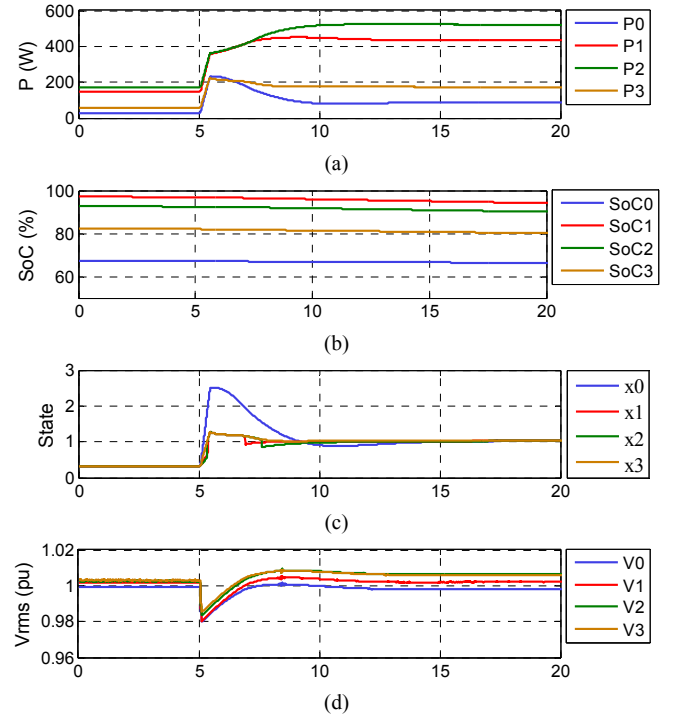 600
400
200
0
P (W)
0 5 10 15 20
P0
P1
P2
P3
(a)
100
80
60
SoC (%)
0 5 10 15 20
SoC0
SoC1
SoC2
SoC3
(b)
3
2
1
0
State
0 5 10 15 20
x0
x1
x2
x3
(c)
1.02
1
0.98
0.96
Vrms (pu)
0 5 10 15 20
V0
V1
V2
V3
(d)